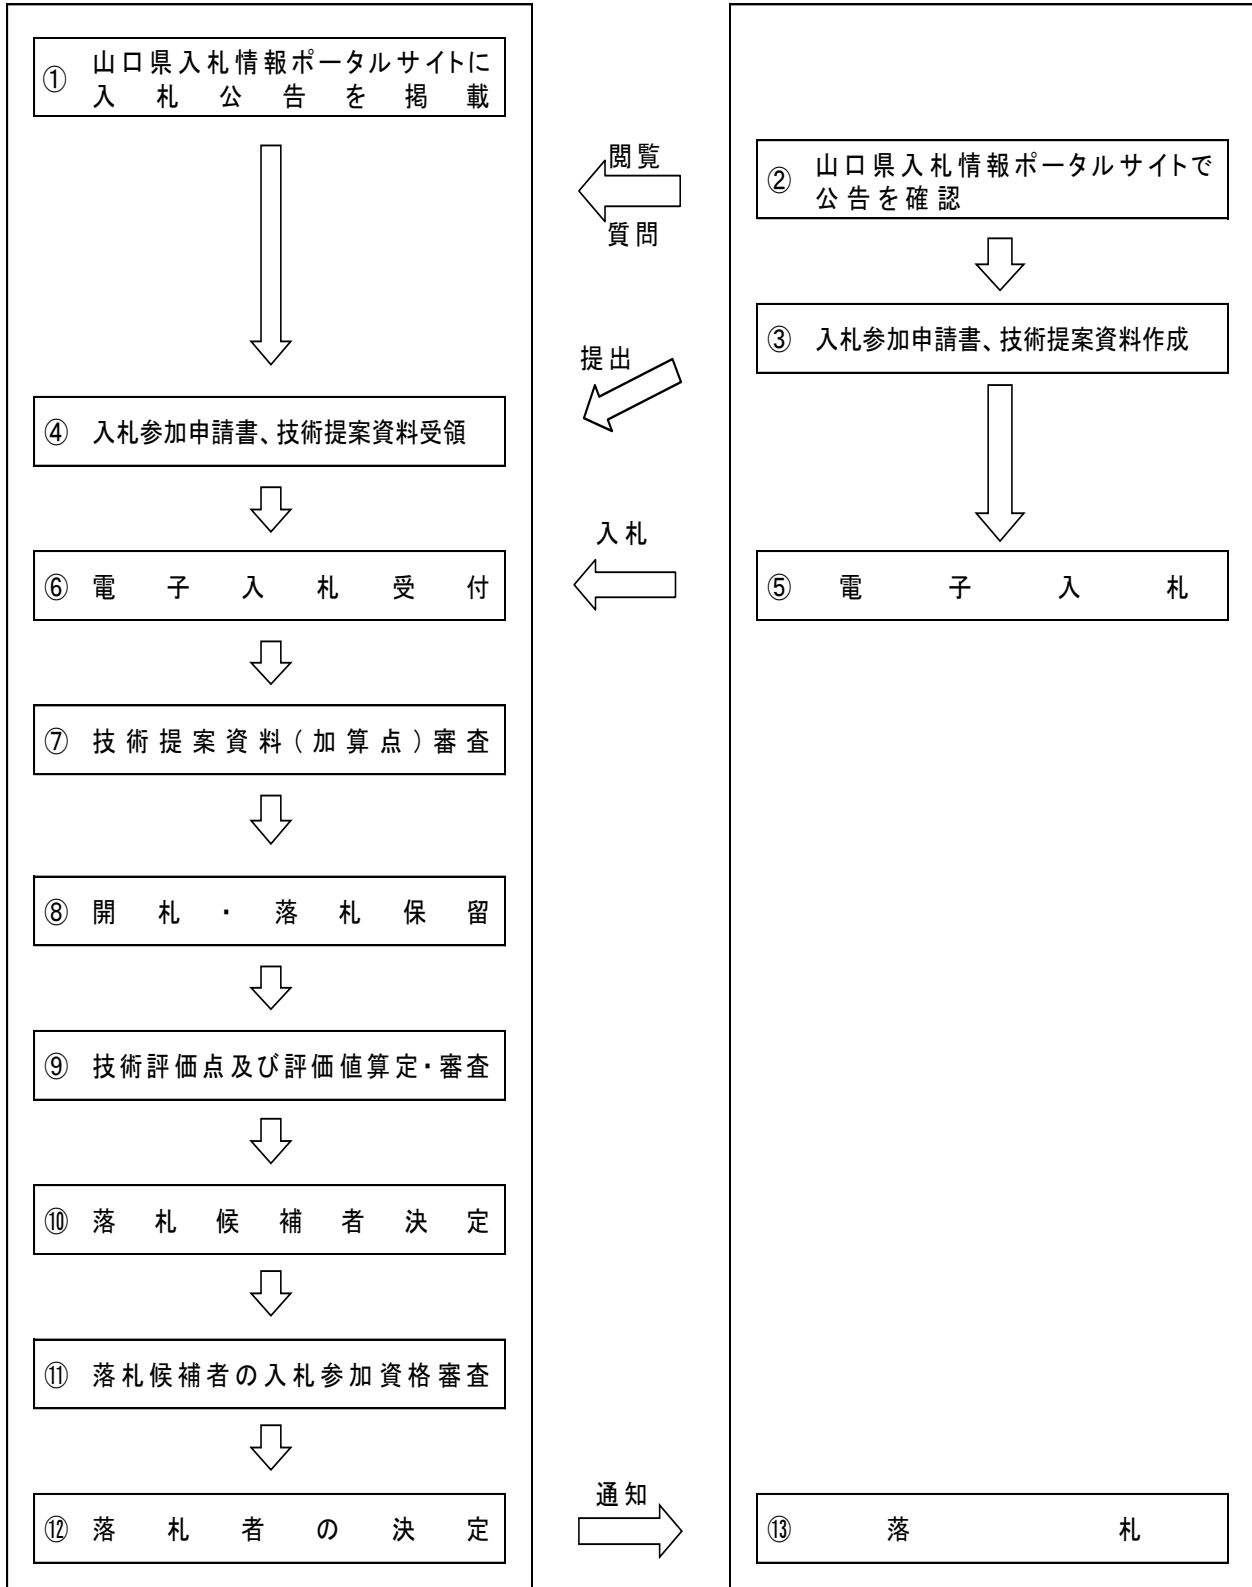 ① 山口県入札情報ポータルサイトに
入札公告を掲載
閲覧
質問
② 山口県入札情報ポータルサイトで
公告を確認
③ 入札参加申請書、技術提案資料作成
提出
④ 入札参加申請書、技術提案資料受領
入札
⑤ 電子入札
⑥ 電子入札受付
⑦ 技術提案資料(加算点)審査
⑧ 開札・落札保留
⑨ 技術評価点及び評価値算定・審査
⑩ 落札候補者決定
⑪ 落札候補者の入札参加資格審査
⑫ 落札者の決定
通知
⑬ 落札